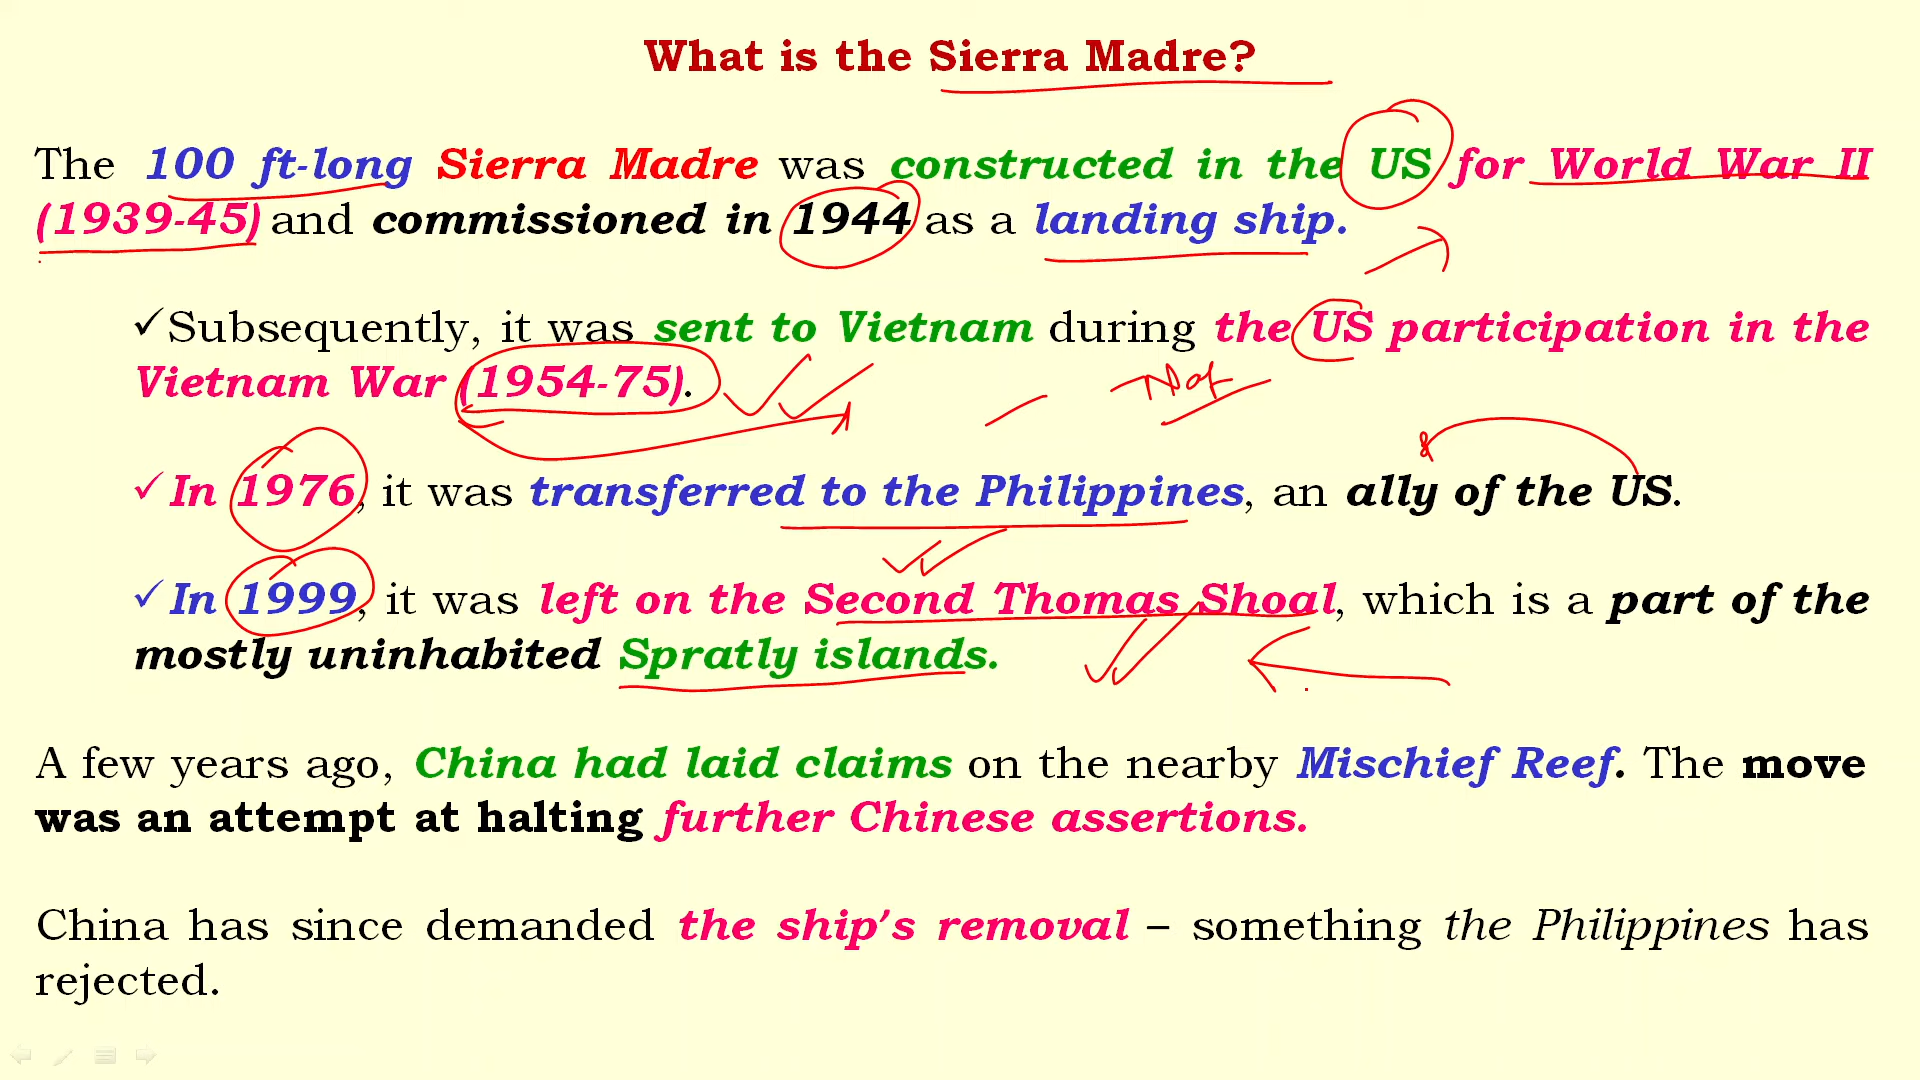 What is the Sierra Madre?
The 100 ft-long Sierra Madre was constructed in the US for World War II
(1939-45) and commissioned in 1944 as a landing ship.
✓Subsequently, it was sent to Vietnam during the US participation in the
Vietnam War (1954-75).
Not
✓In 1976, it was transferred to the Philippines, an ally of the US.
✓In 1999, it was left on the Second Thomas Shoal, which is a part of the
mostly uninhabited Spratly islands.
A few years ago, China had laid claims on the nearby Mischief Reef. The move
was an attempt at halting further Chinese assertions.
China has since demanded the ship's removal – something the Philippines has
rejected.